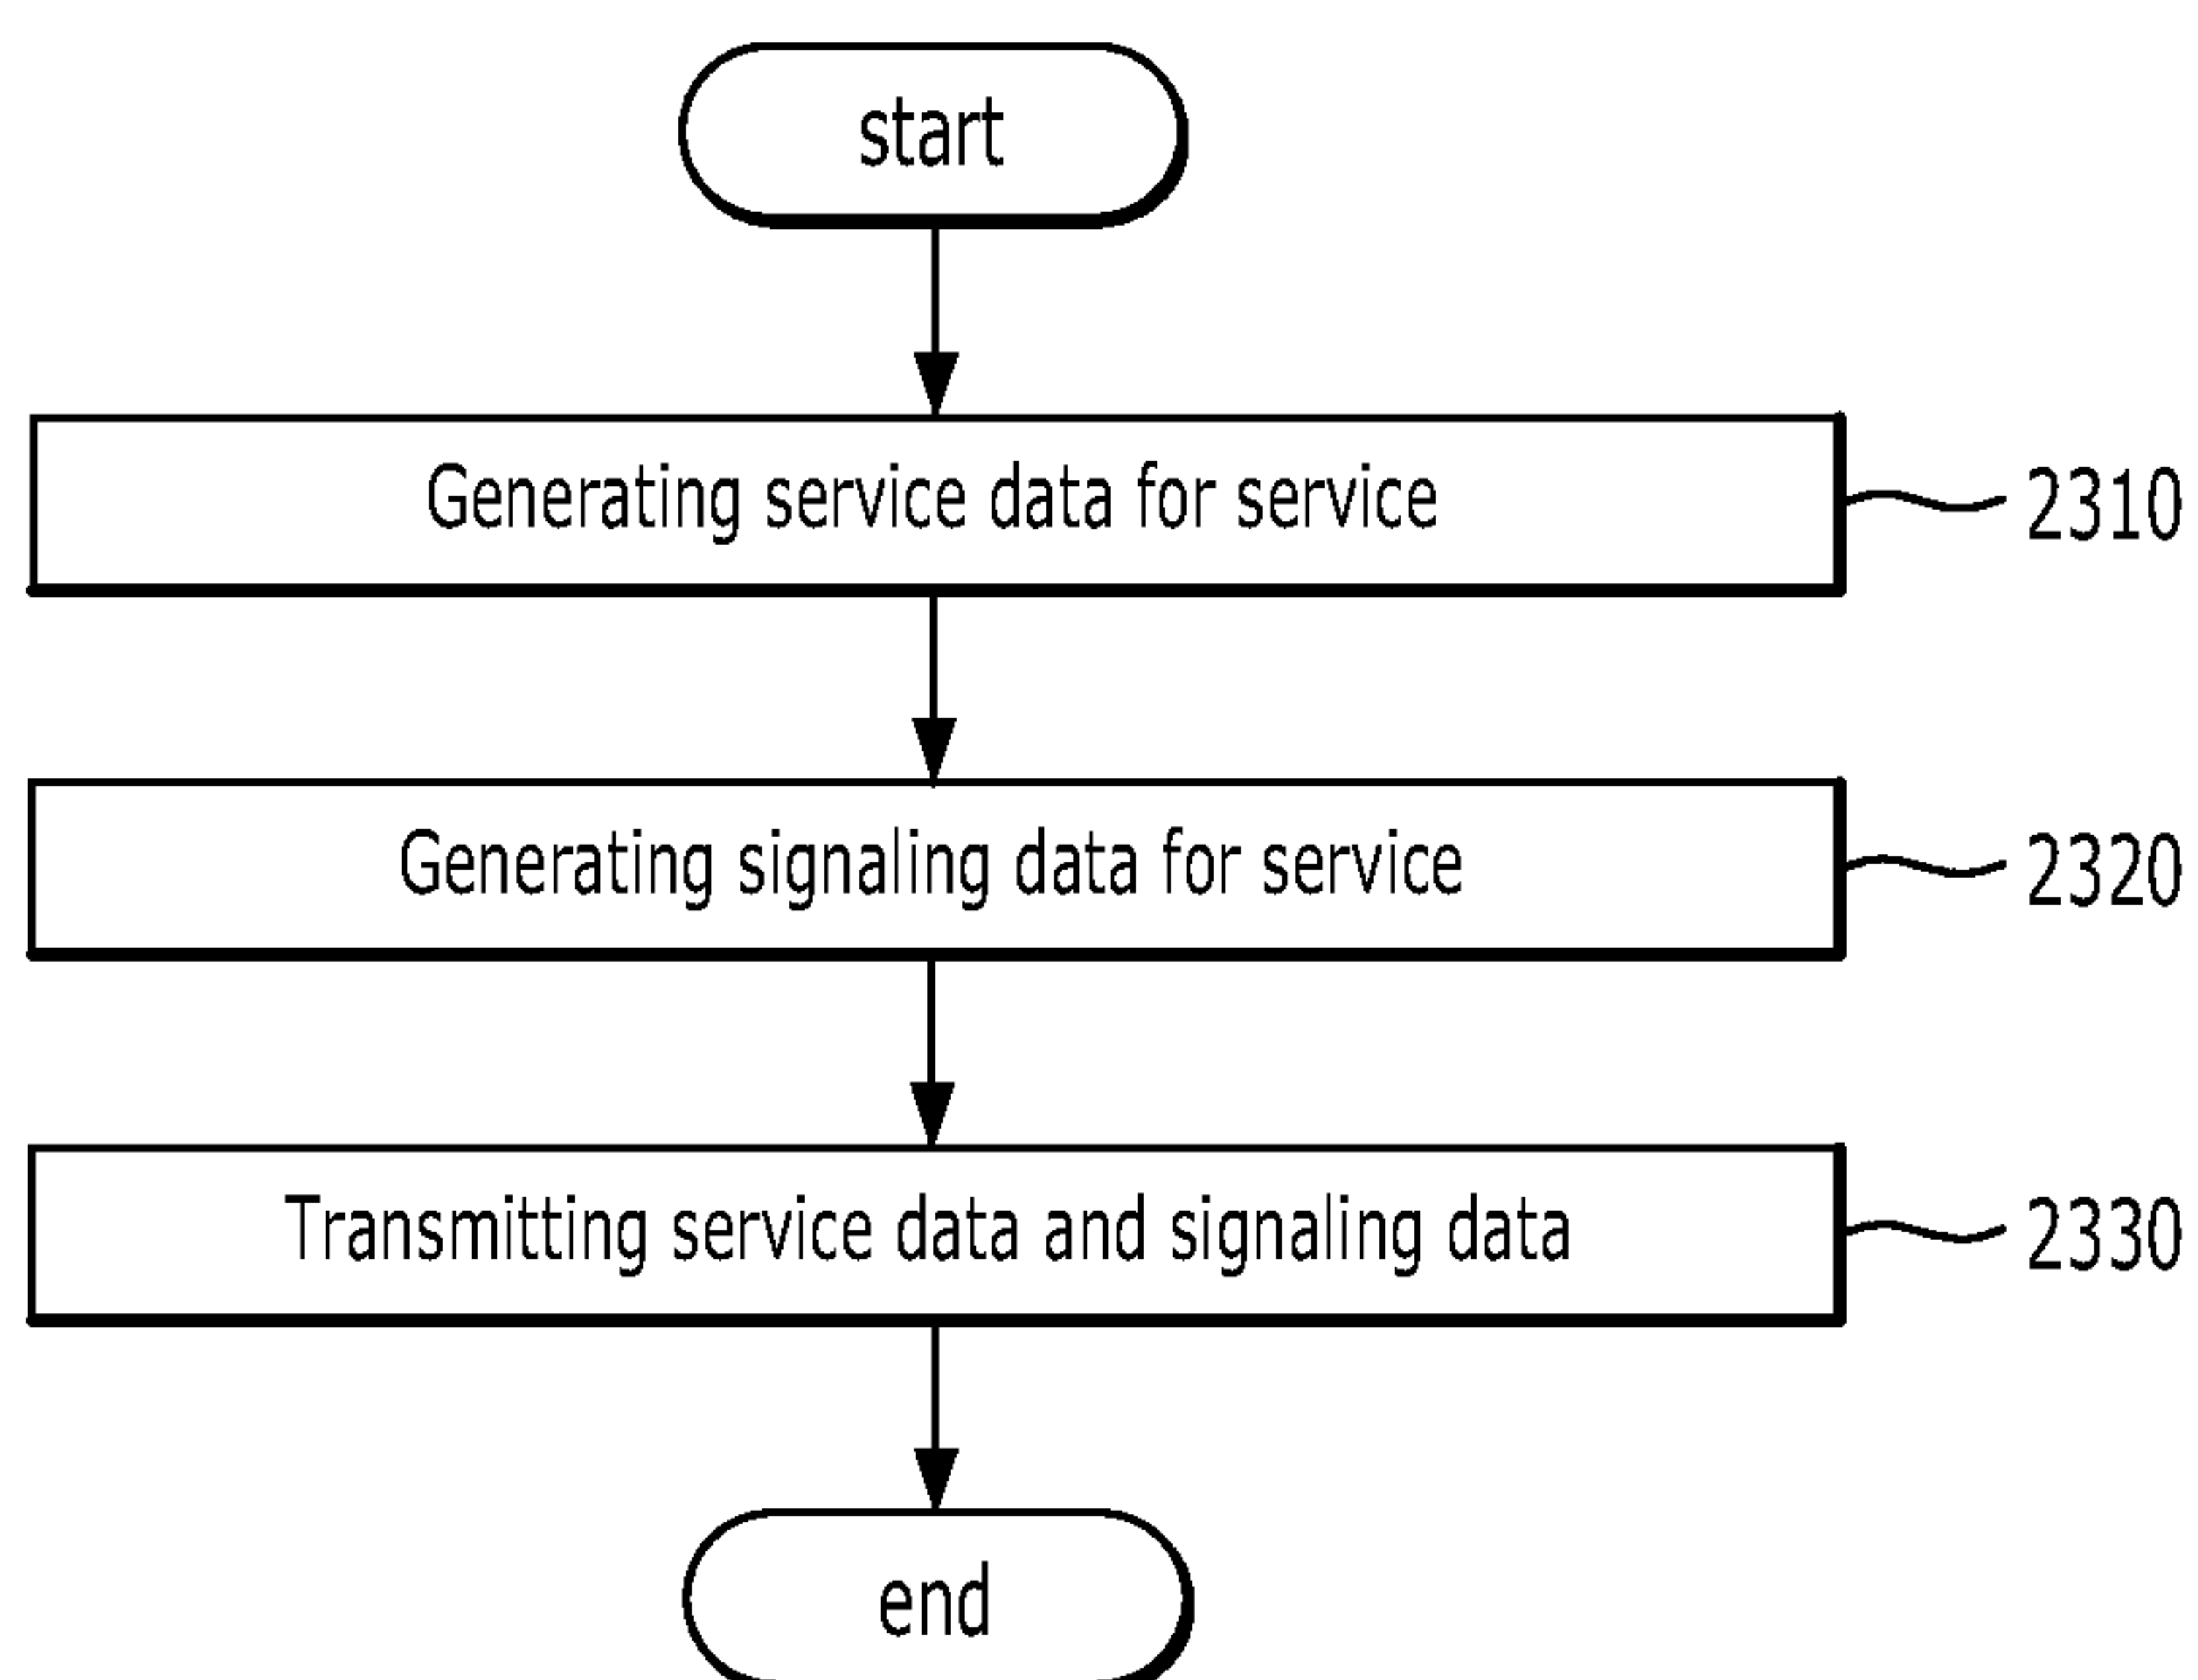 start
Generating service data for service 2310
Generating signaling data for service 2320
Transmitting service data and signaling data 2330
end